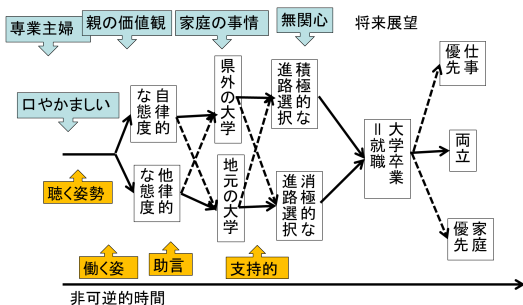 専業主婦
親の価値観
家庭の事情
無関心
将来展望
口やかましい
自律的
な態度
他律的
な態度
県外の大学
地元の大学
積極的な
進路選択
消極的な
進路選択
大学卒業
＝就職
仕事
優先
両立
家庭
優先
聴く姿勢
働く姿
助言
支持的
非可逆的時間